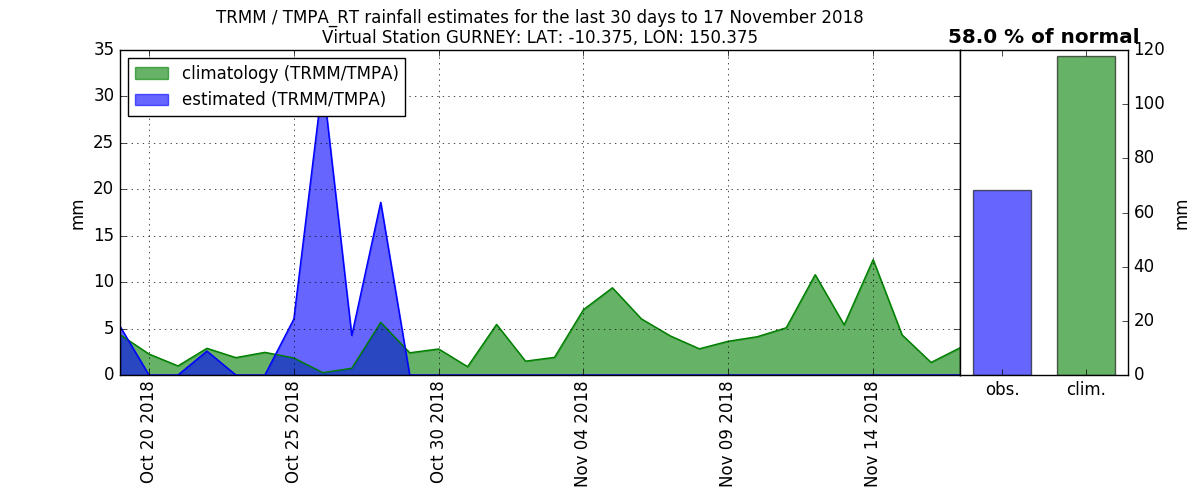 TRMM / TMPA_RT rainfall estimates for the last 30 days to 17 November 2018
Virtual Station GURNEY: LAT: -10.375, LON: 150.375
58.0 % of normal
climatology (TRMM/TMPA)
estimated (TRMM/TMPA)
mm
35
30
25
20
15
10
5
0
Oct 20 2018
Oct 25 2018
Oct 30 2018
Nov 04 2018
Nov 09 2018
Nov 14 2018
120
100
80
60
40
20
0
mm
obs.
clim.